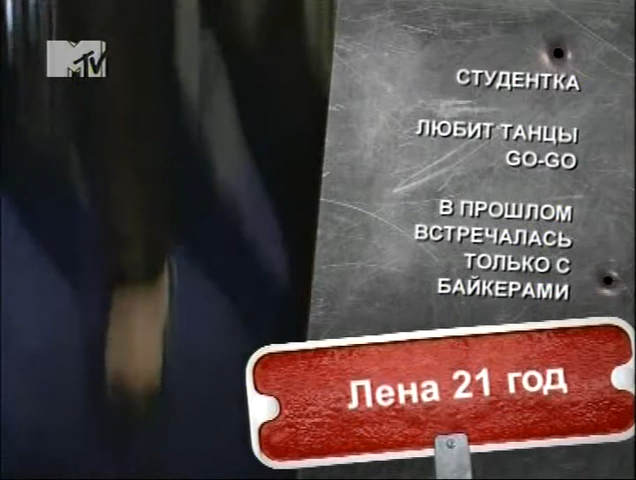 MTV
СТУДЕНТКА
ЛЮБИТ ТАНЦЫ
GO-GO
В ПРОШЛОМ
ВСТРЕЧАЛАСЬ
ТОЛЬКО С
БАЙКЕРАМИ
Лена 21 год